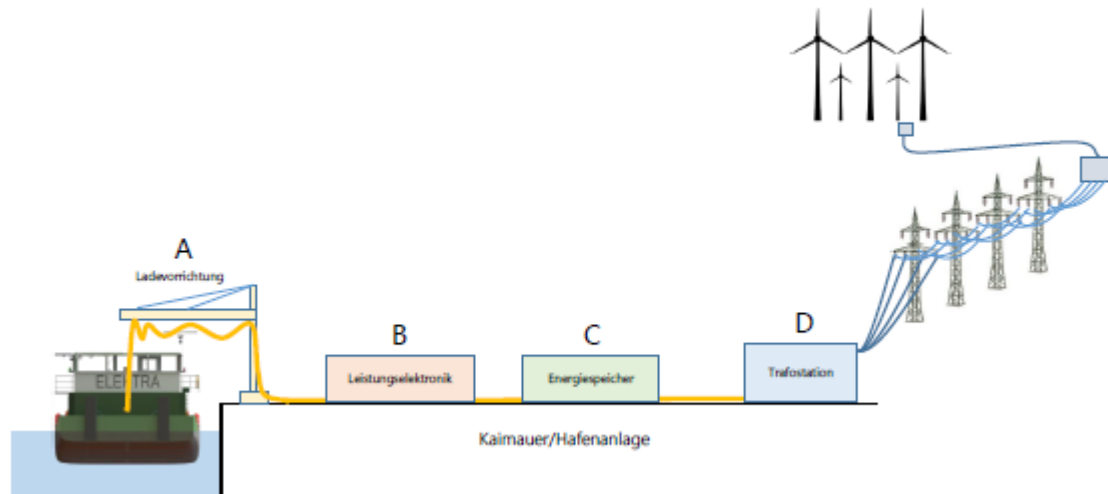 A
Ladevorrichtung
ELEKTRA
B
Leistungselektronik
C
Energiespeicher
D
Trafostation
Kaimauer/Hafenanlage